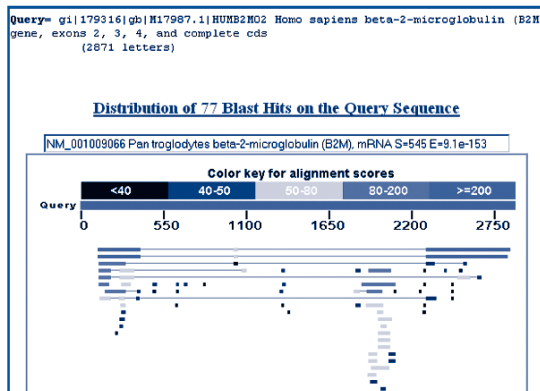 Query= gi|179316|gb|M17987.1|HUMB2M02 Homo sapiens beta-2-microglobulin (B2M
gene, exons 2, 3, 4, and complete cds
(2871 letters)
Distribution of 77 Blast Hits on the Query Sequence
NM_001009066 Pan troglodytes beta-2-microglobulin (B2M), mRNA S=545 E=9.1e-153
Color key for alignment scores
<40 40-50 50-80 80-200 >=200
Query
0 550 1100 1650 2200 2750